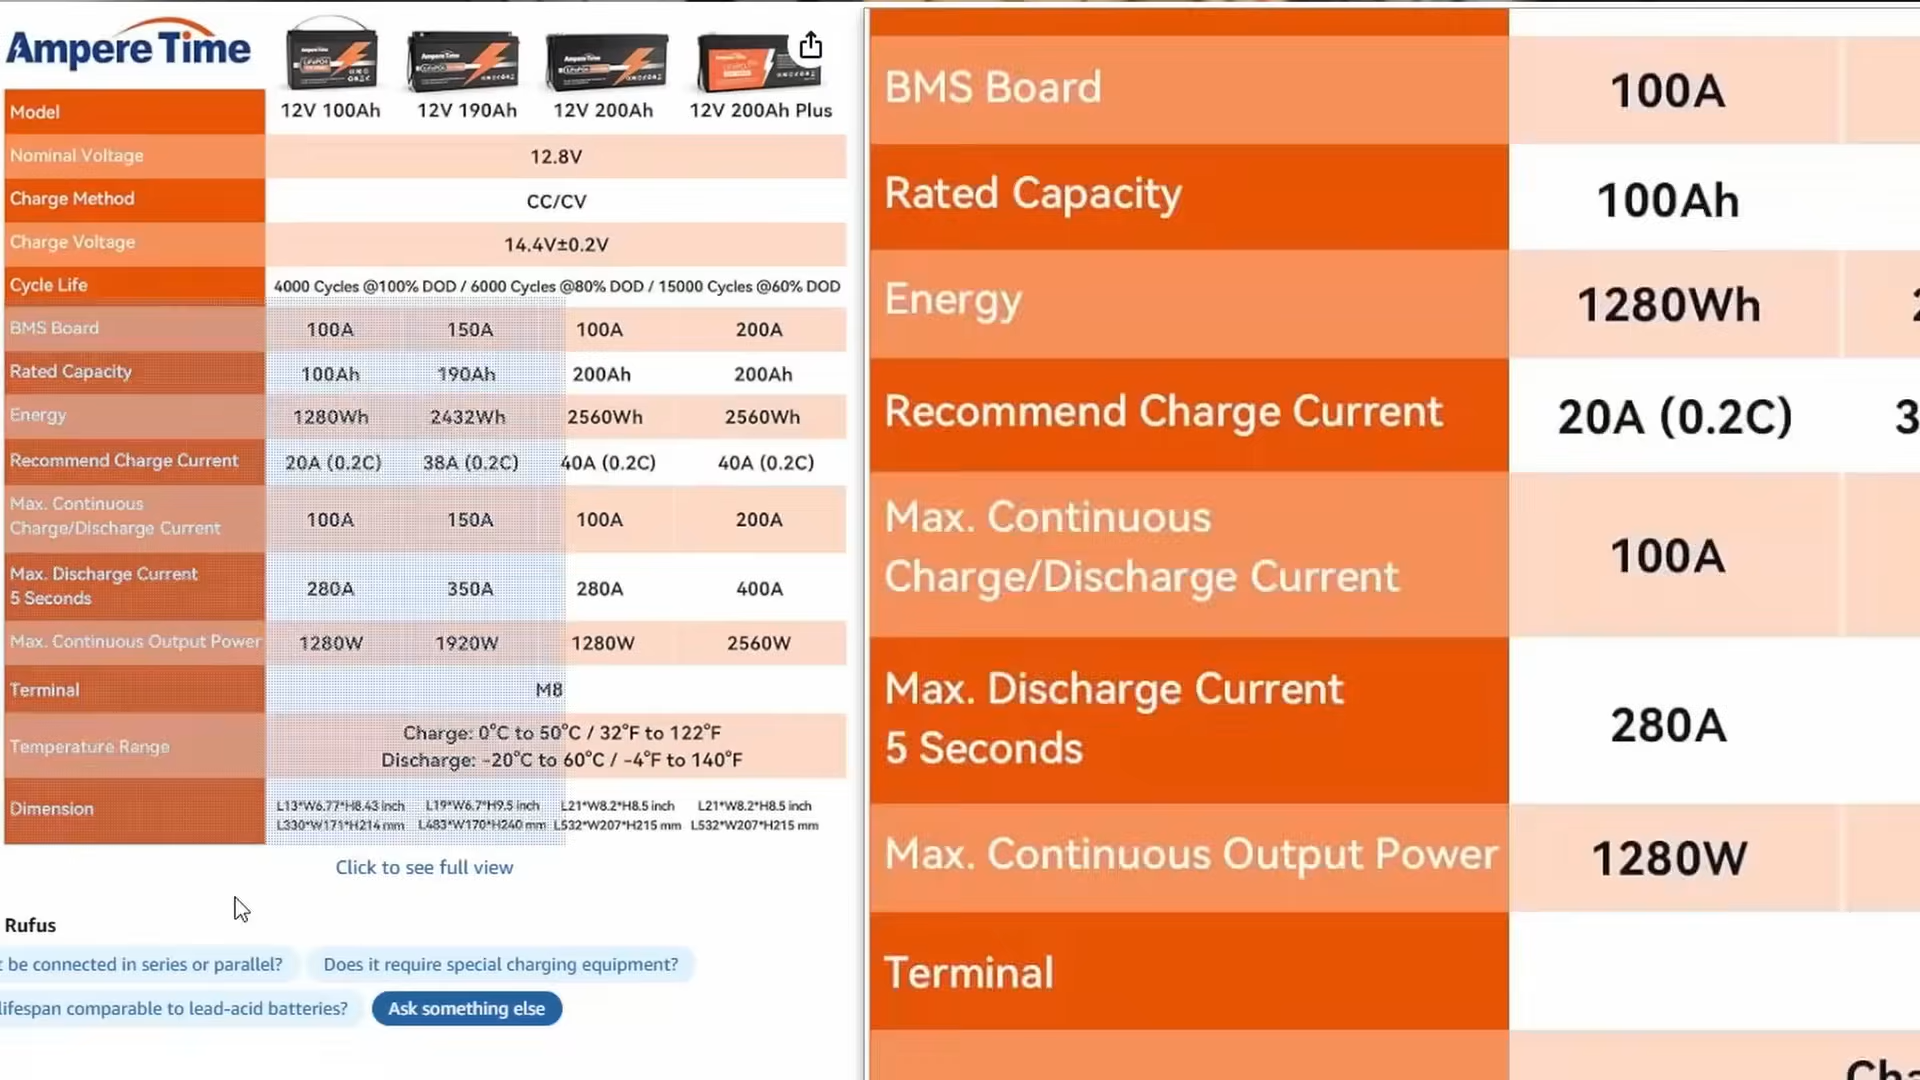 Ampere Time
Model 12V 100Ah 12V 190Ah 12V 200Ah 12V 200Ah Plus
Nominal Voltage 12.8V
Charge Method CC/CV
Charge Voltage 14.4V±0.2V
Cycle Life 4000 Cycles @100% DOD / 6000 Cycles @80% DOD / 15000 Cycles @60% DOD
BMS Board 100A 150A 100A 200A
Rated Capacity 100Ah 190Ah 200Ah 200Ah
Energy 1280Wh 2432Wh 2560Wh 2560Wh
Recommend Charge Current 20A (0.2C) 38A (0.2C) 40A (0.2C) 40A (0.2C)
Max. Continuous
Charge/Discharge Current 100A 150A 100A 200A
Max. Discharge Current
5 Seconds 280A 350A 280A 400A
Max. Continuous Output Power 1280W 1920W 1280W 2560W
Terminal M8
Temperature Range
Charge: 0°C to 50°C / 32°F to 122°F
Discharge: -20°C to 60°C / -4°F to 140°F
Dimension
L13*W6.77*H8.43 inch L19*W6.7*H9.5 inch L21*W8.2*H8.5 inch L21*W8.2*H8.5 inch
L330*W171*H214 mm L483*W170*H240 mm L532*W207*H215 mm L532*W207*H215 mm
Click to see full view
Rufus
be connected in series or parallel? Does it require special charging equipment?
lifespan comparable to lead-acid batteries? Ask something else
BMS Board 100A
Rated Capacity 100Ah
Energy 1280Wh
Recommend Charge Current 20A (0.2C) 3
Max. Continuous
Charge/Discharge Current 100A
Max. Discharge Current
5 Seconds 280A
Max. Continuous Output Power 1280W
Terminal
Cha